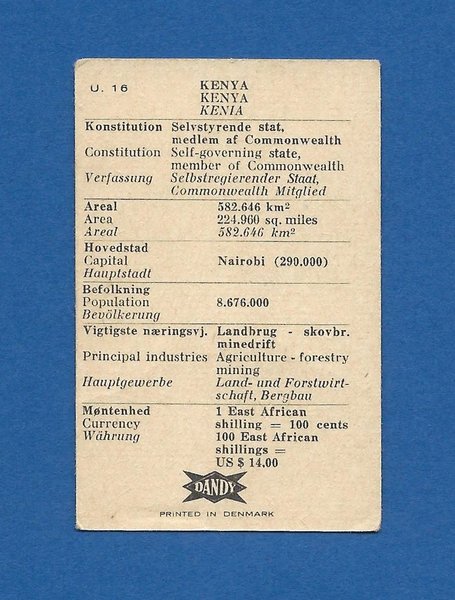 U. 16
KENYA
KENYA
KENIA
Konstitution Selvstyrende stat,
medlem af Commonwealth
Constitution Self-governing state,
member of Commonwealth
Verfassung Selbstregierender Staat,
Commonwealth Mitglied
Areal 582.646 km²
Area 224.960 sq. miles
Areal 582.646 km²
Hovedstad
Capital Nairobi (290.000)
Hauptstadt
Befolkning
Population 8.676.000
Bevölkerung
Vigtigste næringsvj. Landbrug - skovbr.
minedrift
Principal industries Agriculture - forestry
mining
Hauptgewerbe Land- und Forstwirt-
schaft, Bergbau
Møntenhed 1 East African
Currency shilling = 100 cents
Währung 100 East African
shillings =
US $ 14,00
DANDY
PRINTED IN DENMARK